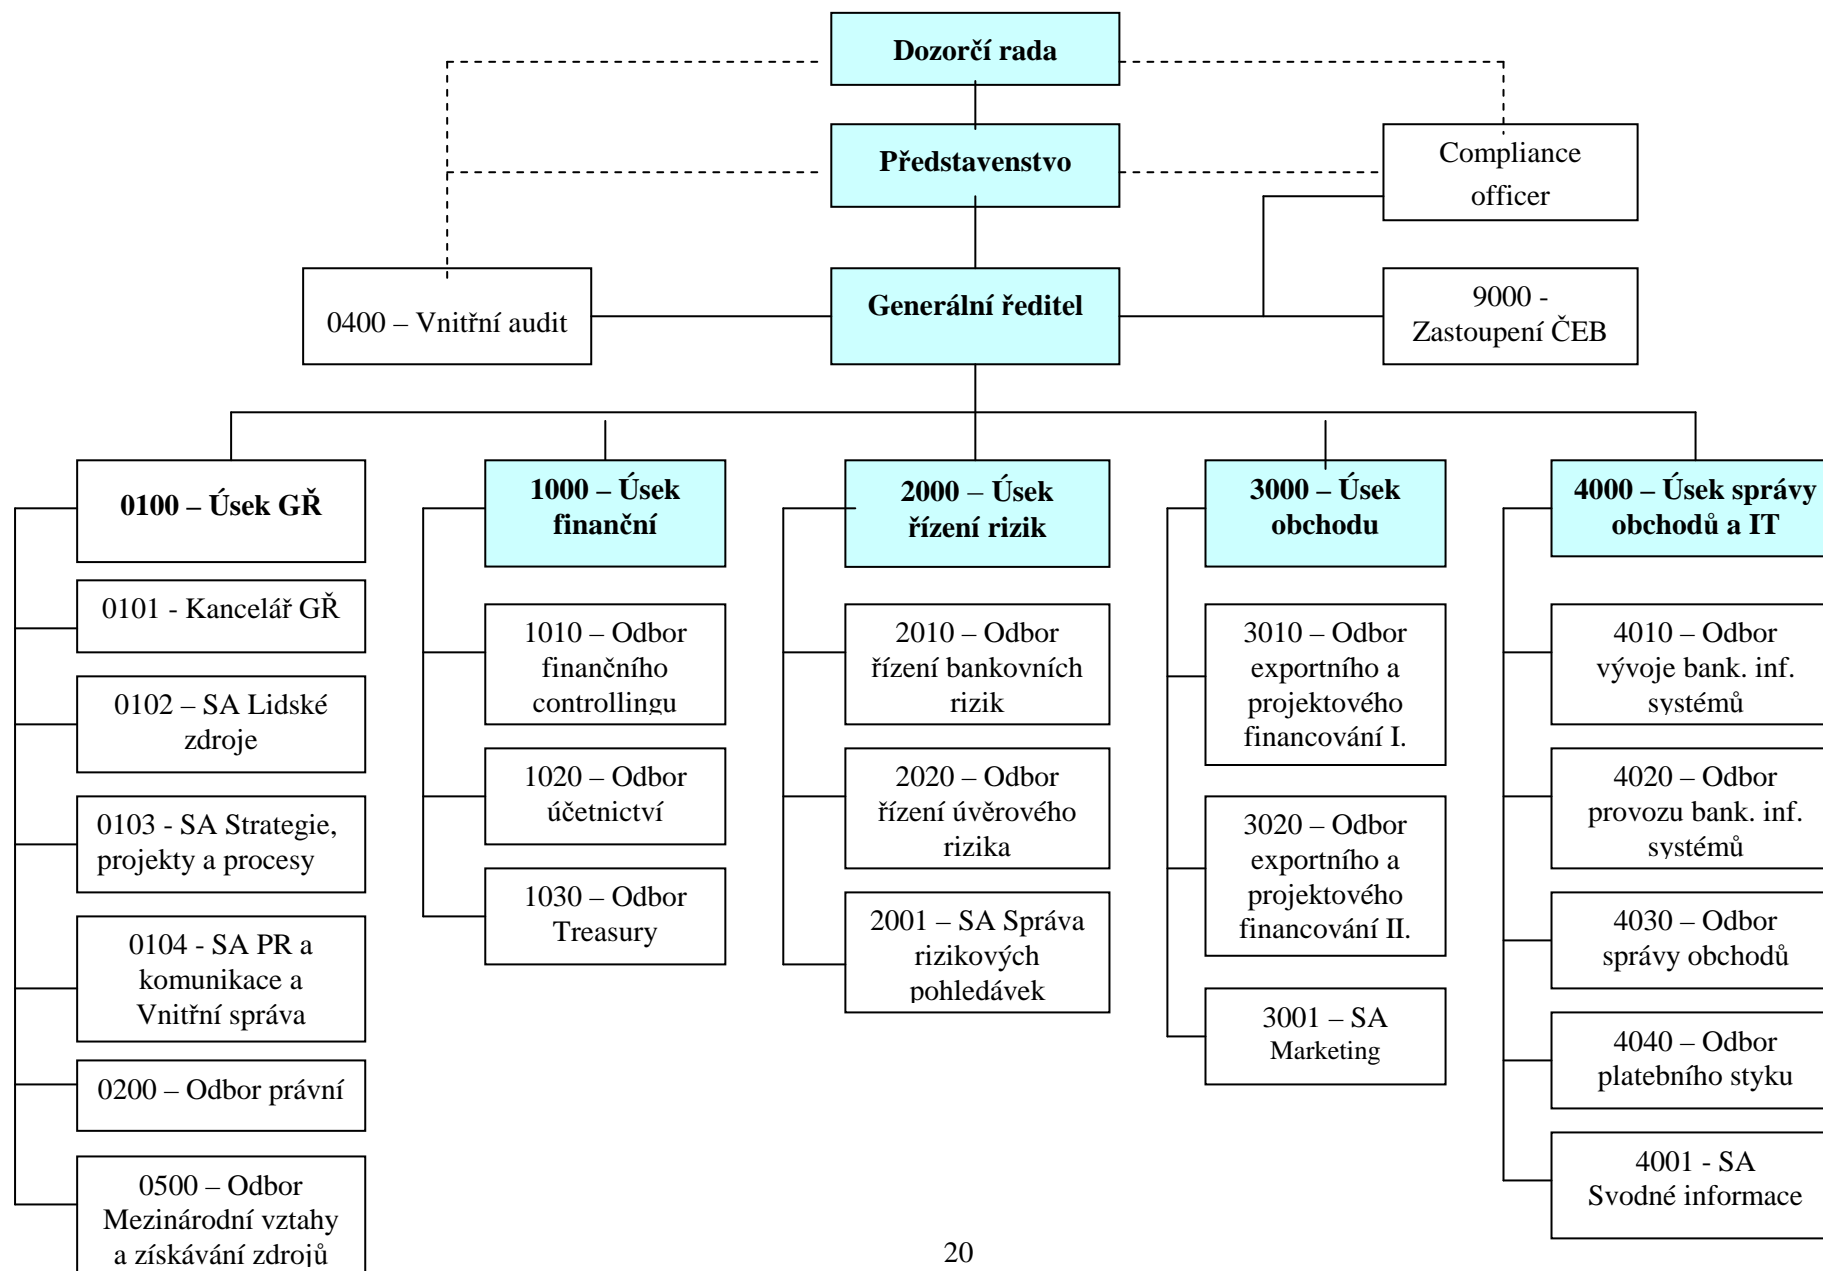 Dozorčí rada
Představenstvo
Compliance
officer
0400 – Vnitřní audit
Generální ředitel
9000 -
Zastoupení ČEB
0100 – Úsek GŘ
0101 - Kancelář GŘ
0102 – SA Lidské
zdroje
0103 - SA Strategie,
projekty a procesy
0104 - SA PR a
komunikace a
Vnitřní správa
0200 – Odbor právní
0500 – Odbor
Mezinárodní vztahy
a získávání zdrojů
1000 – Úsek
finanční
1010 – Odbor
finančního
controllingu
1020 – Odbor
účetnictví
1030 – Odbor
Treasury
2000 – Úsek
řízení rizik
2010 – Odbor
řízení bankovních
rizik
2020 – Odbor
řízení úvěrového
rizika
2001 – SA Správa
rizikových
pohledávek
3000 – Úsek
obchodu
3010 – Odbor
exportního a
projektového
financování I.
3020 – Odbor
exportního a
projektového
financování II.
3001 – SA
Marketing
4000 – Úsek správy
obchodů a IT
4010 – Odbor
vývoje bank. inf.
systémů
4020 – Odbor
provozu bank. inf.
systémů
4030 – Odbor
správy obchodů
4040 – Odbor
platebního styku
4001 - SA
Svodné informace
20